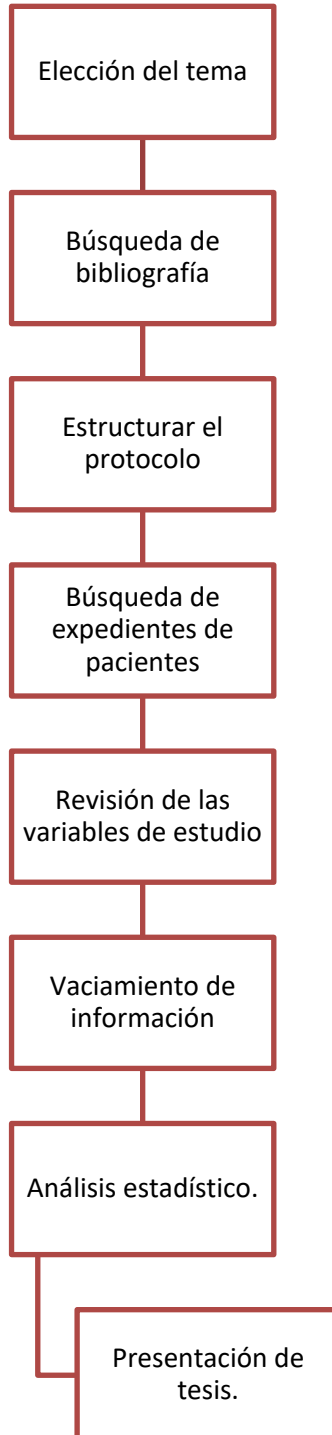 Elección del tema
Búsqueda de
bibliografía
Estructurar el
protocolo
Búsqueda de
expedientes de
pacientes
Revisión de las
variables de estudio
Vaciamiento de
información
Análisis estadístico.
Presentación de
tesis.